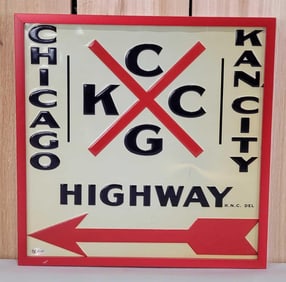 CHICAGO
C
K C
G
KAN CITY
HIGHWAY
K.N.C. DEL